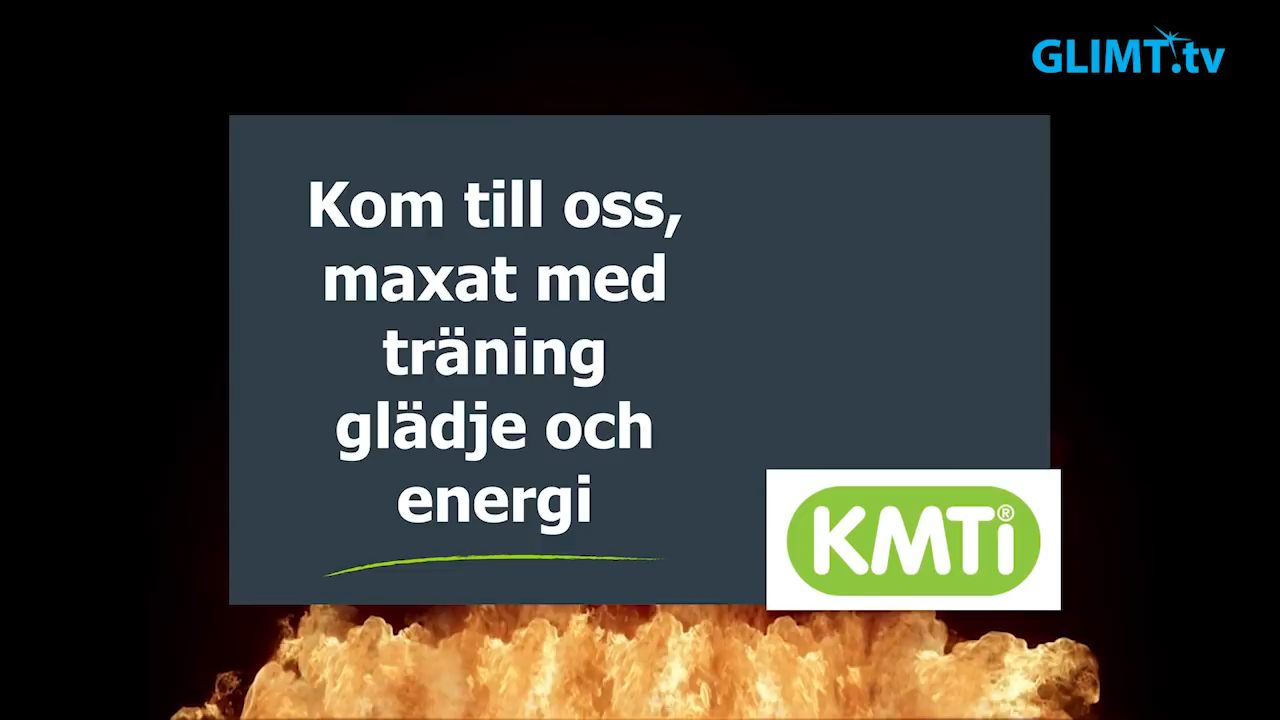 GLIMT.tv
Kom till oss,
maxat med
träning
glädje och
energi
KMTi®